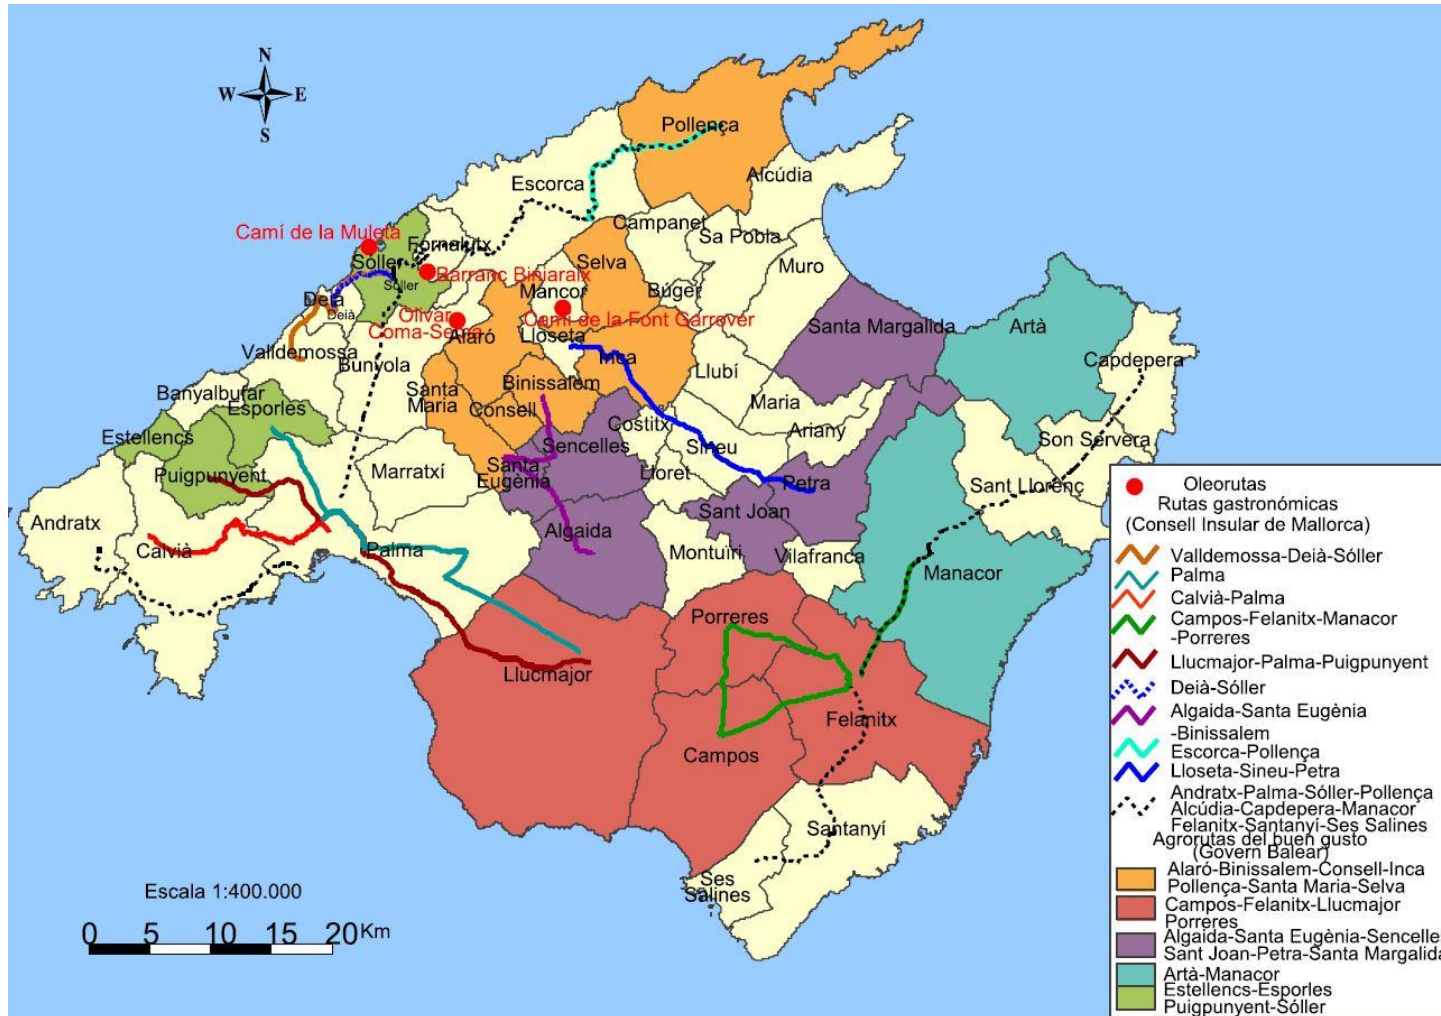 N
W E
S
Pollença
Alcúdia
Escorca
Campanet
Sa Pobla
Camí de la Muleta
Fornalutx
Sóller
Sóller
Selva
Muro
Barranc Biniaraix
Mancor
Búger
Deià
Deià
Olivar
Coma-Sema
Camí de la Font Garrover
Santa Margalida
Artà
Alaró
Lloseta
Valldemossa
Bunyola
Inca
Capdepera
Llubí
Banyalbufar
Esporles
Santa
Maria
Binissalem
Consell
Maria
Costitx
Ariany
Son Servera
Estellencs
Sencelles
Sineu
Puigpunyent
Marratxí
Santa
Eugènia
Lloret
Petra
Sant Llorenç
Andratx
Sant Joan
Calvià
Palma
Algaida
Montuïri
Vilafranca
Manacor
Porreres
Llucmajor
Felanitx
Campos
Santanyí
Ses
Salines
Escala 1:400.000
0 5 10 15 20 Km
Oleorutas
Rutas gastronómicas
(Consell Insular de Mallorca)
Valldemossa-Deià-Sóller
Palma
Calvià-Palma
Campos-Felanitx-Manacor
-Porreres
Llucmajor-Palma-Puigpunyent
Deià-Sóller
Algaida-Santa Eugènia
-Binissalem
Escorca-Pollença
Lloseta-Sineu-Petra
Andratx-Palma-Sóller-Pollença
Alcúdia-Capdepera-Manacor
Felanitx-Santanyí-Ses Salines
Agrorutas del buen gusto
(Govern Balear)
Alaró-Binissalem-Consell-Inca
Pollença-Santa Maria-Selva
Campos-Felanitx-Llucmajor
Porreres
Algaida-Santa Eugènia-Sencelle
Sant Joan-Petra-Santa Margalida
Artà-Manacor
Estellencs-Esporles
Puigpunyent-Sóller